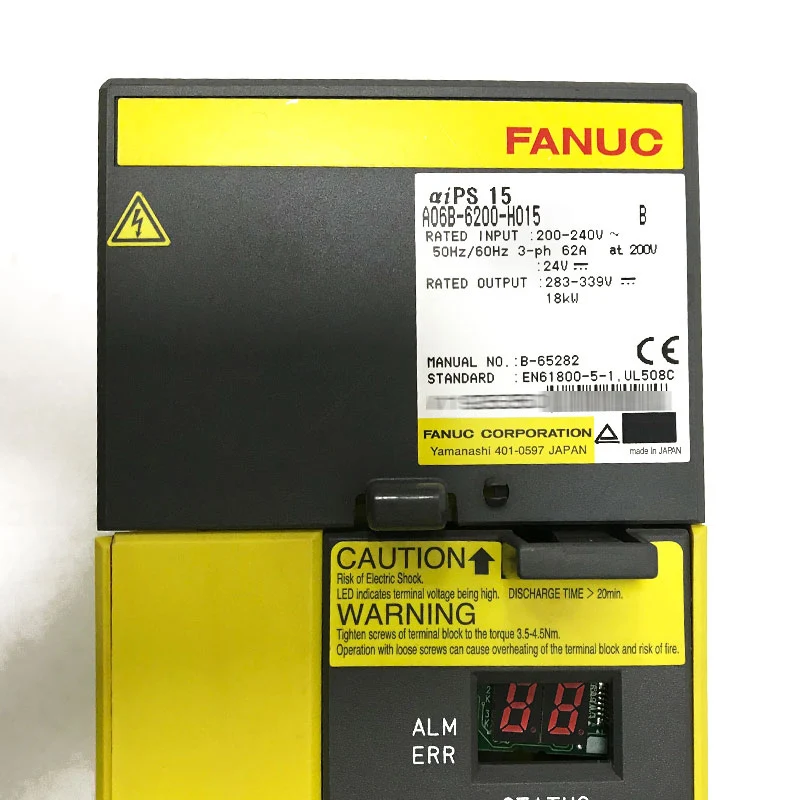 FANUC
αiPS 15
A06B-6200-H015 B
RATED INPUT :200-240V ~
50Hz/60Hz 3-ph 62A at 200V
:24V ⎓
RATED OUTPUT :283-339V ⎓
18kW
MANUAL NO.:B-65282 CE
STANDARD :EN61800-5-1,UL508C
FANUC CORPORATION
Yamanashi 401-0597 JAPAN made in JAPAN
CAUTION
Risk of Electric Shock.
LED indicates terminal voltage being high. DISCHARGE TIME > 20min.
WARNING
Tighten screws of terminal block to the torque 3.5-4.5Nm.
Operation with loose screws can cause overheating of the terminal block and risk of fire.
ALM
ERR
STATUS